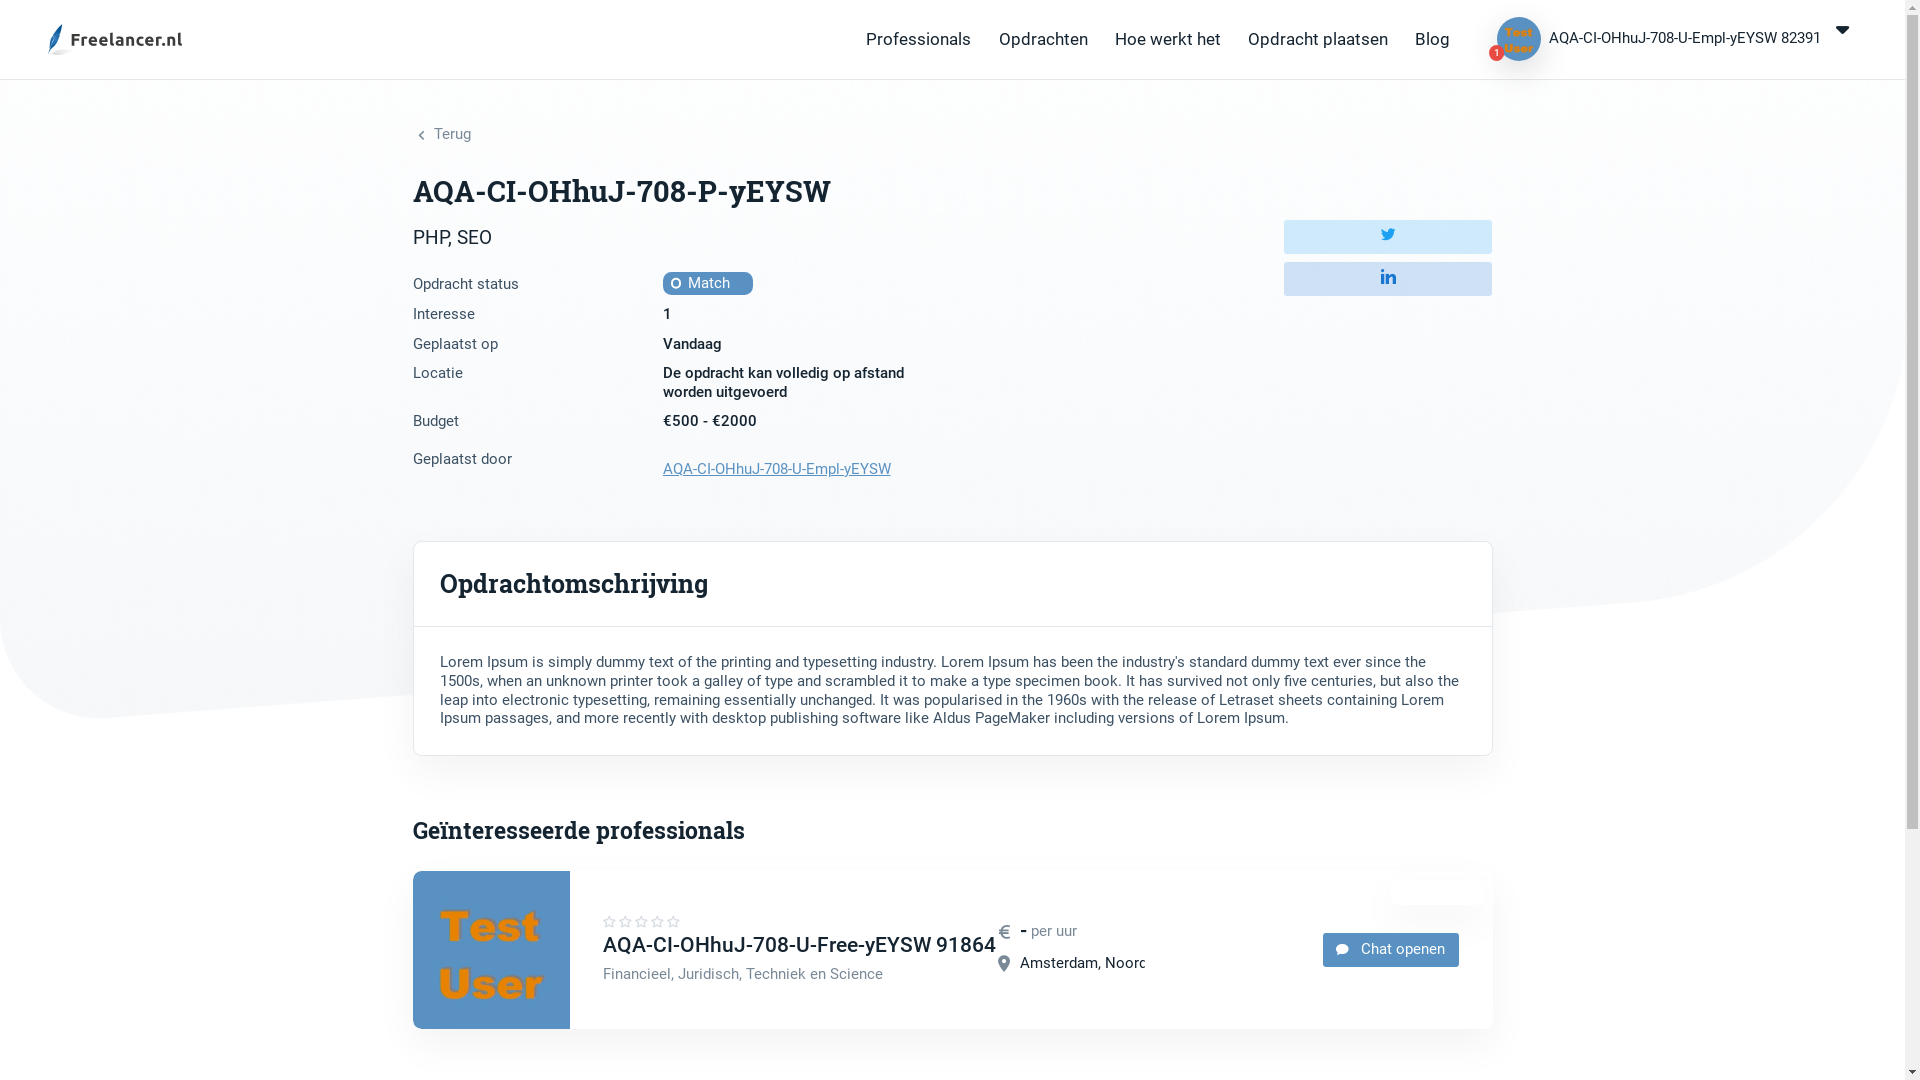 Freelancer.nl
Professionals
Opdrachten
Hoe werkt het
Opdracht plaatsen
Blog
Test
User
1
AQA-CI-OHhuJ-708-U-Empl-yEYSW 82391
Terug
AQA-CI-OHhuJ-708-P-yEYSW
PHP, SEO
Opdracht status
Match
Interesse
1
Geplaatst op
Vandaag
Locatie
De opdracht kan volledig op afstand
worden uitgevoerd
Budget
€500 - €2000
Geplaatst door
AQA-CI-OHhuJ-708-U-Empl-yEYSW
Opdrachtomschrijving
Lorem Ipsum is simply dummy text of the printing and typesetting industry. Lorem Ipsum has been the industry's standard dummy text ever since the
1500s, when an unknown printer took a galley of type and scrambled it to make a type specimen book. It has survived not only five centuries, but also the
leap into electronic typesetting, remaining essentially unchanged. It was popularised in the 1960s with the release of Letraset sheets containing Lorem
Ipsum passages, and more recently with desktop publishing software like Aldus PageMaker including versions of Lorem Ipsum.
Geïnteresseerde professionals
Test
User
AQA-CI-OHhuJ-708-U-Free-yEYSW 91864
Financieel, Juridisch, Techniek en Science
€ - per uur
Amsterdam,
Chat openen